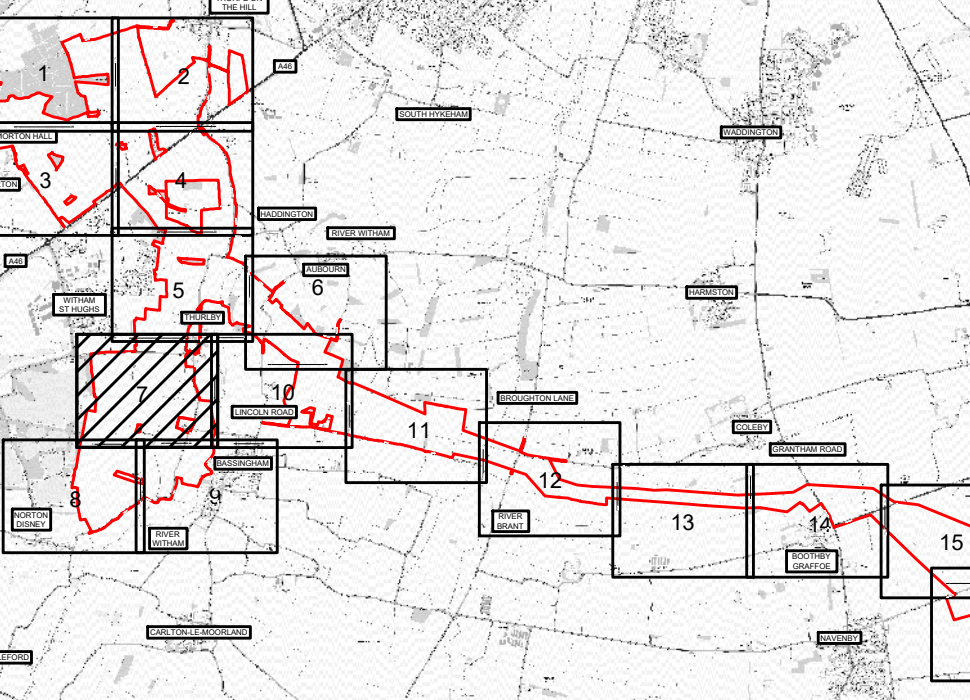 THE HILL
1
2
A46
SOUTH HYKEHAM
WADDINGTON
MORTON HALL
3
4
HADDINGTON
RIVER WITHAM
A46
AUBOURN
6
5
HARMSTON
WITHAM
ST HUGHS
THURLBY
7
10
LINCOLN ROAD
BROUGHTON LANE
11
COLEBY
GRANTHAM ROAD
BASSINGHAM
12
8
9
NORTON
DISNEY
RIVER
WITHAM
RIVER
BRANT
13
14
15
BOOTHBY
GRAFFOE
CARLTON-LE-MOORLAND
NAVENBY